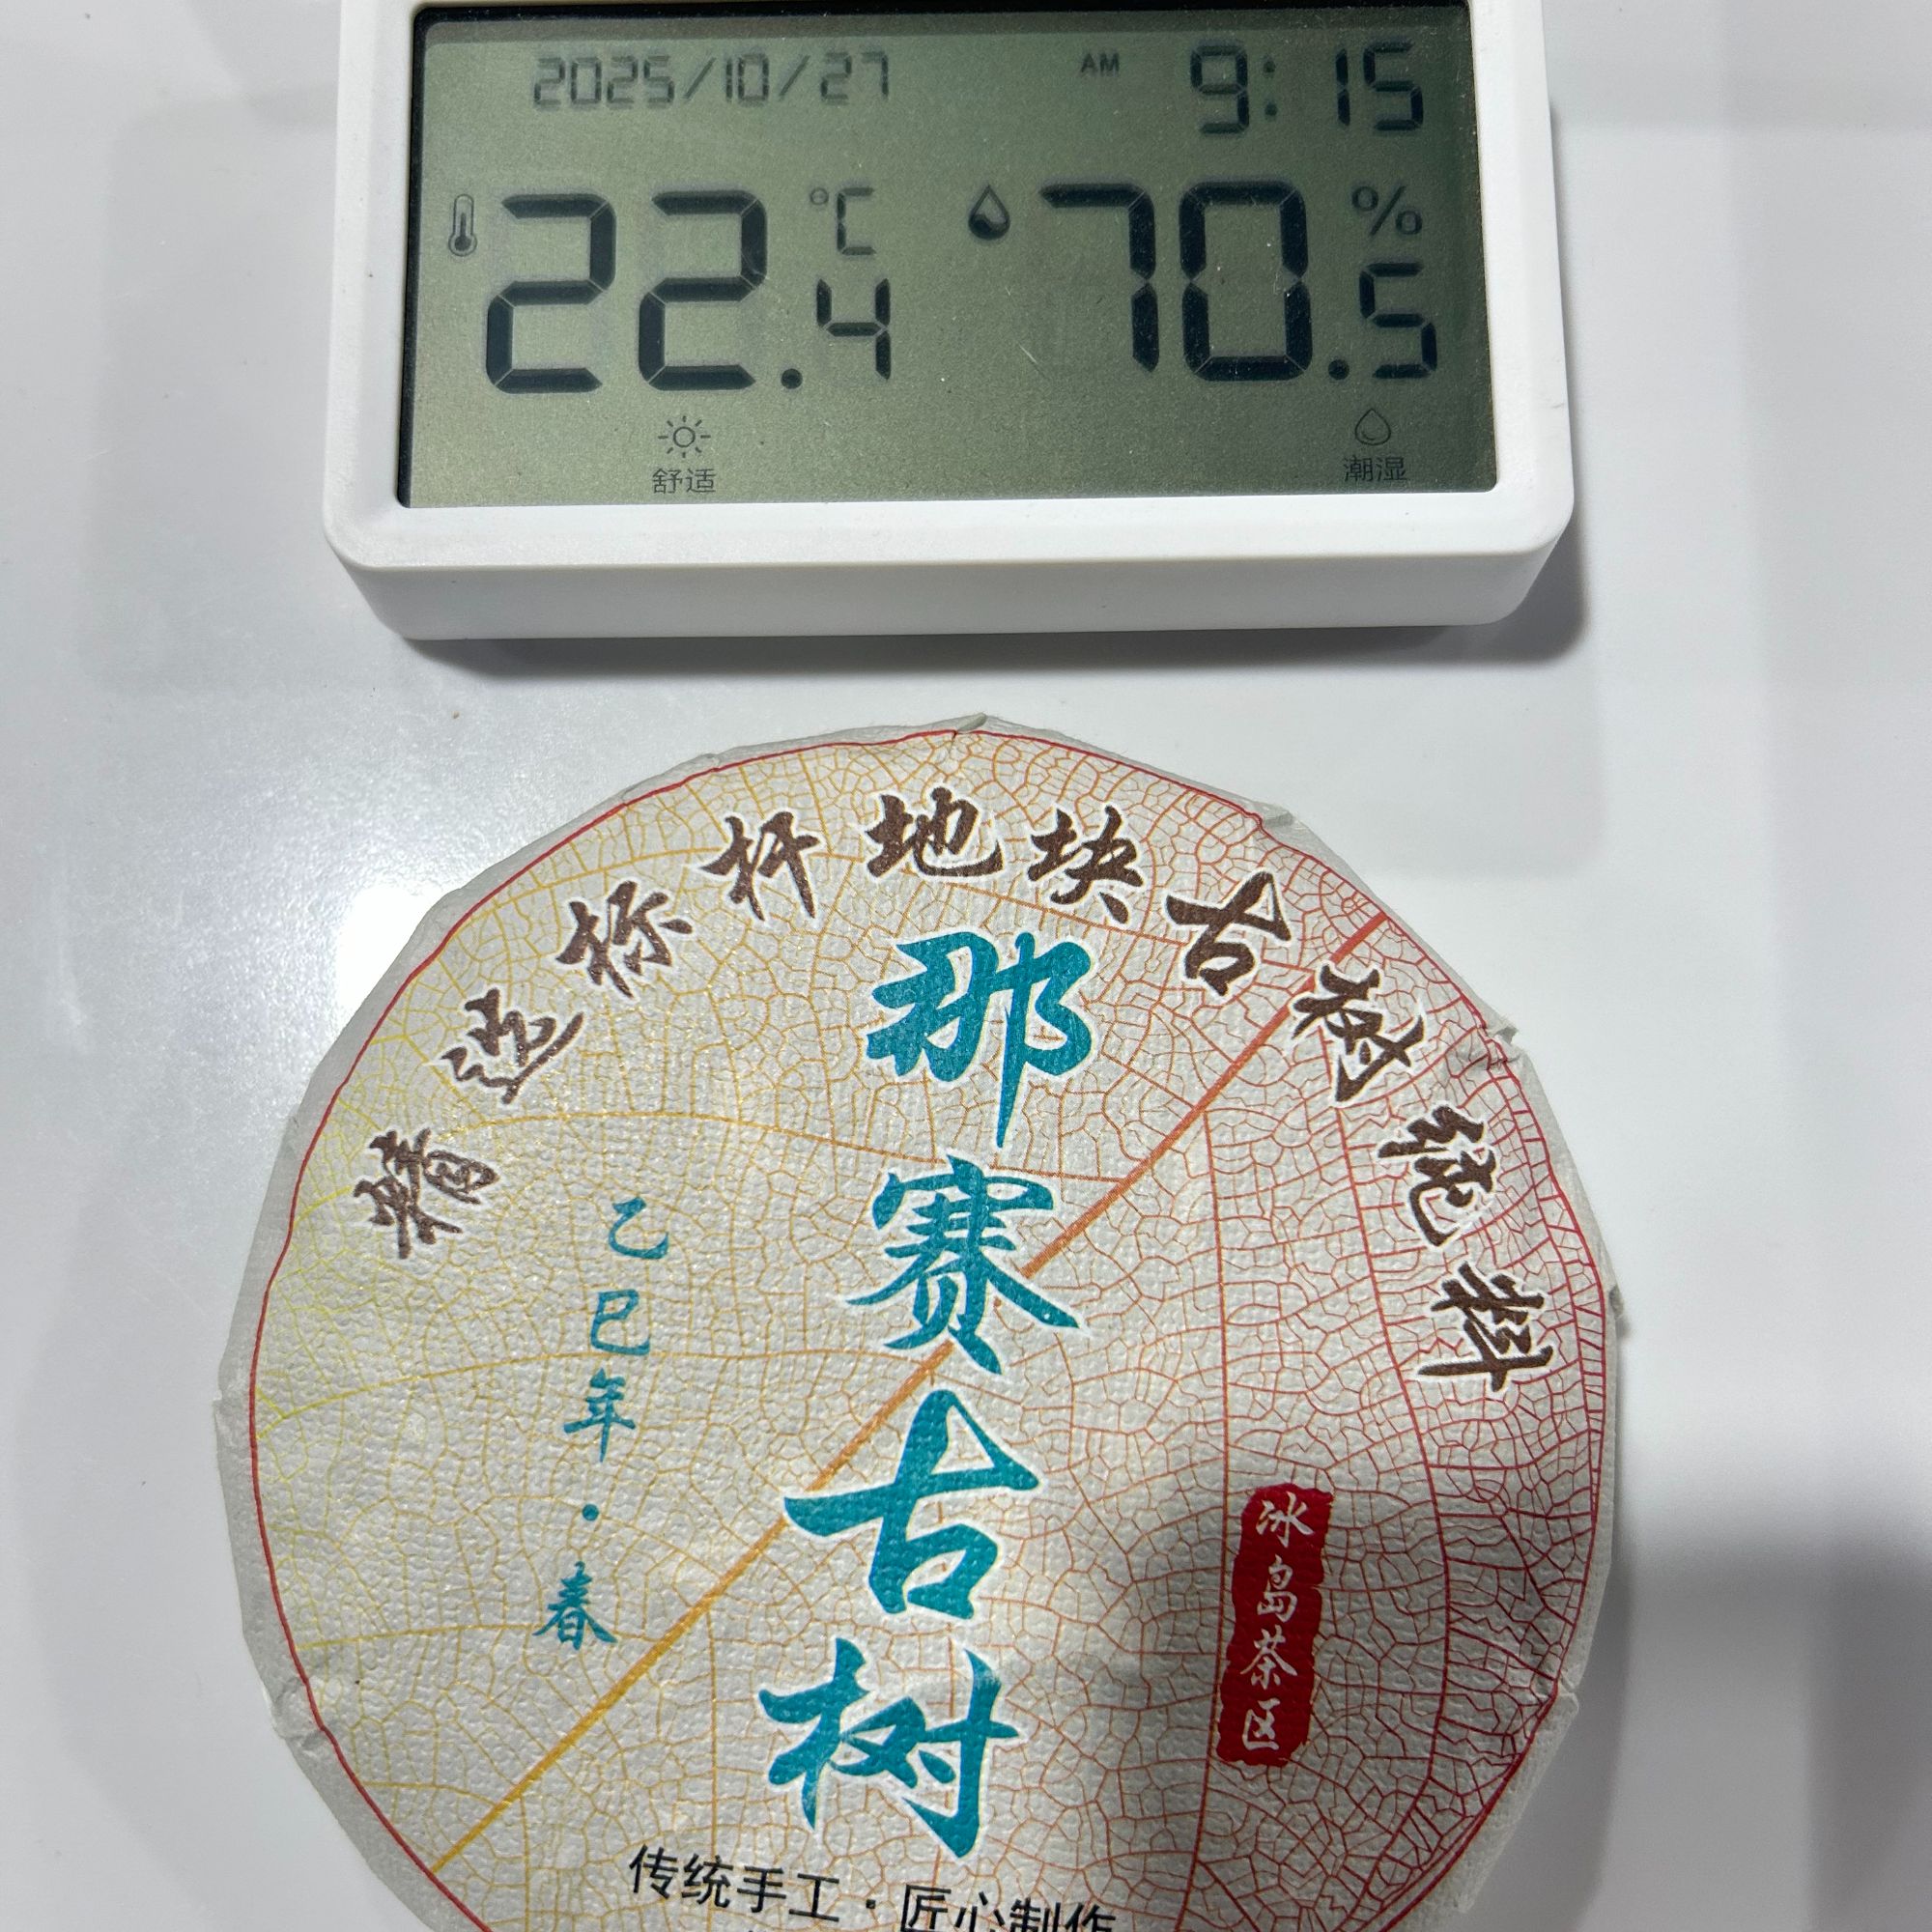 2025/10/27 AM 9:15
22.4 ℃ 70.5 %
舒适 潮湿
精选标杆地块古树纯料
那赛古树
乙巳年·春
冰岛茶区
传统手工·匠心制作